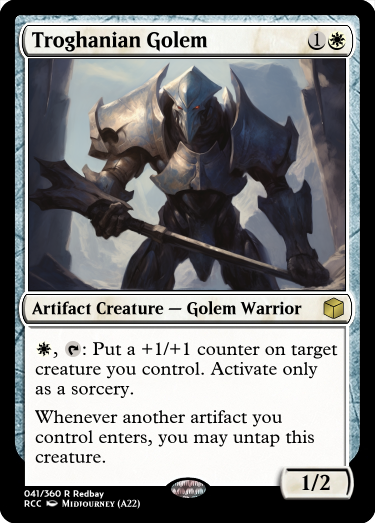 Troghanian Golem 1
Artifact Creature — Golem Warrior
, : Put a +1/+1 counter on target
creature you control. Activate only
as a sorcery.
Whenever another artifact you
control enters, you may untap this
creature.
1/2
041/360 R Redbay
RCC Midjourney (A22)